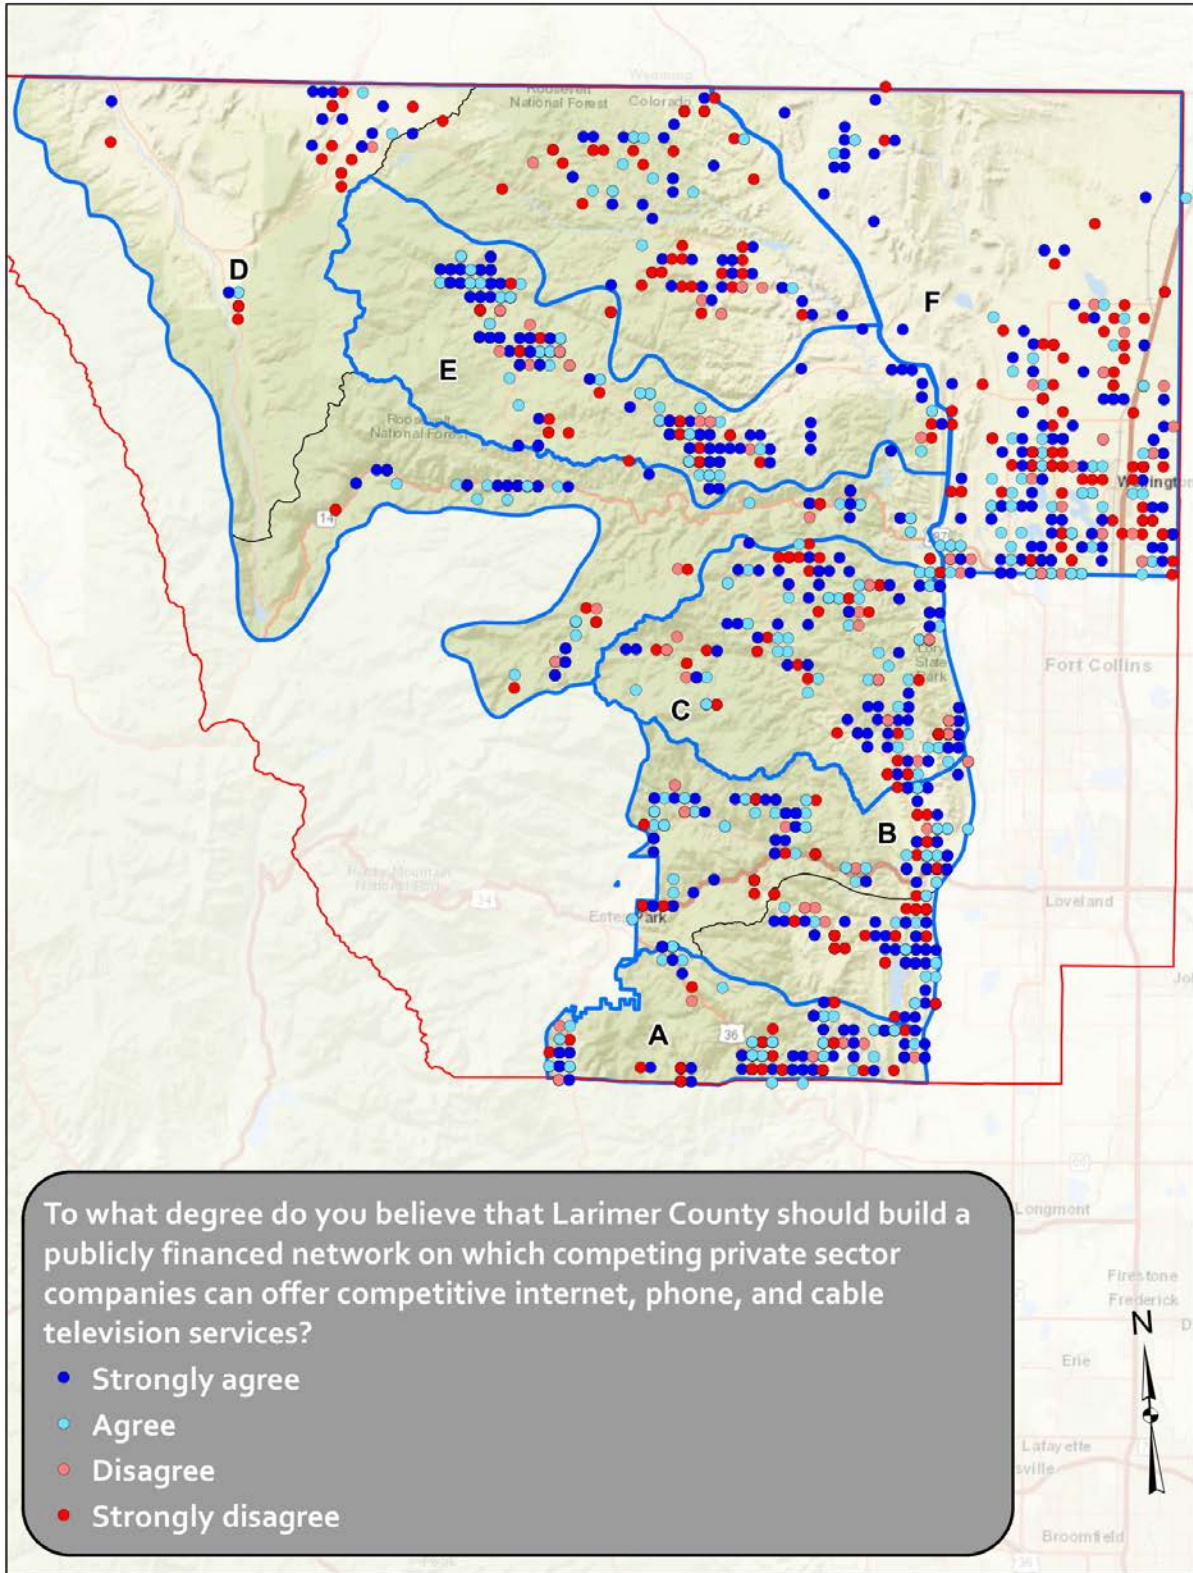 Wyoming
Roosevelt
National Forest
Colorado
D
F
E
Roosevelt
National Forest
14
Wellington
Lory
State
Park
Fort Collins
C
B
Rocky Mountain
National Park
34
Estes Park
Loveland
A
36
To what degree do you believe that Larimer County should build a
publicly financed network on which competing private sector
companies can offer competitive internet, phone, and cable
television services?
Strongly agree
Agree
Disagree
Strongly disagree
Longmont
Firestone
Frederick
N
Erie
Lafayette
sville
Broomfield
36